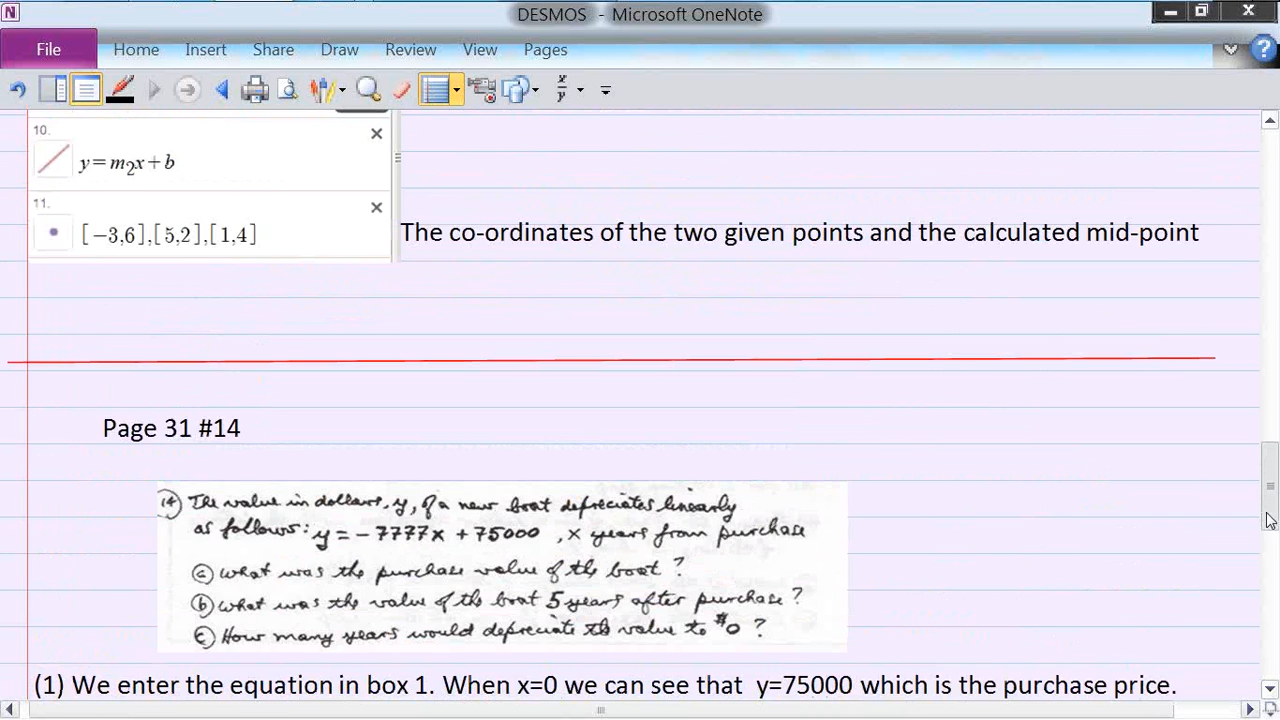 DESMOS - Microsoft OneNote
File Home Insert Share Draw Review View Pages
10.
y=m₂x+b
11.
[−3,6],[5,2],[1,4]
The co-ordinates of the two given points and the calculated mid-point
Page 31 #14
14 The value in dollars, y, of a new boat depreciates linearly
as follows: y = -7777x + 75000 , x years from purchase
a what was the purchase value of the boat ?
b what was the value of the boat 5 years after purchase ?
c How many years would depreciate the value to $0 ?
(1) We enter the equation in box 1. When x=0 we can see that y=75000 which is the purchase price.